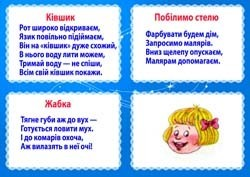 Ківшик
Рот широко відкриваєм,
Язик повільно підіймаєм,
Він на «ківшик» дуже схожий,
В нього воду лити можем,
Тримай воду — не спіши,
Всім свій ківшик покажи.
Побілимо стелю
Фарбувати будем дім,
Запросимо малярів.
Вниз щелепу опускаєм,
Малярам допомагаєм.
Жабка
Тягне губи аж до вух —
Готується ловити мух.
І до комарів охоча,
Аж вилазять в неї очі!